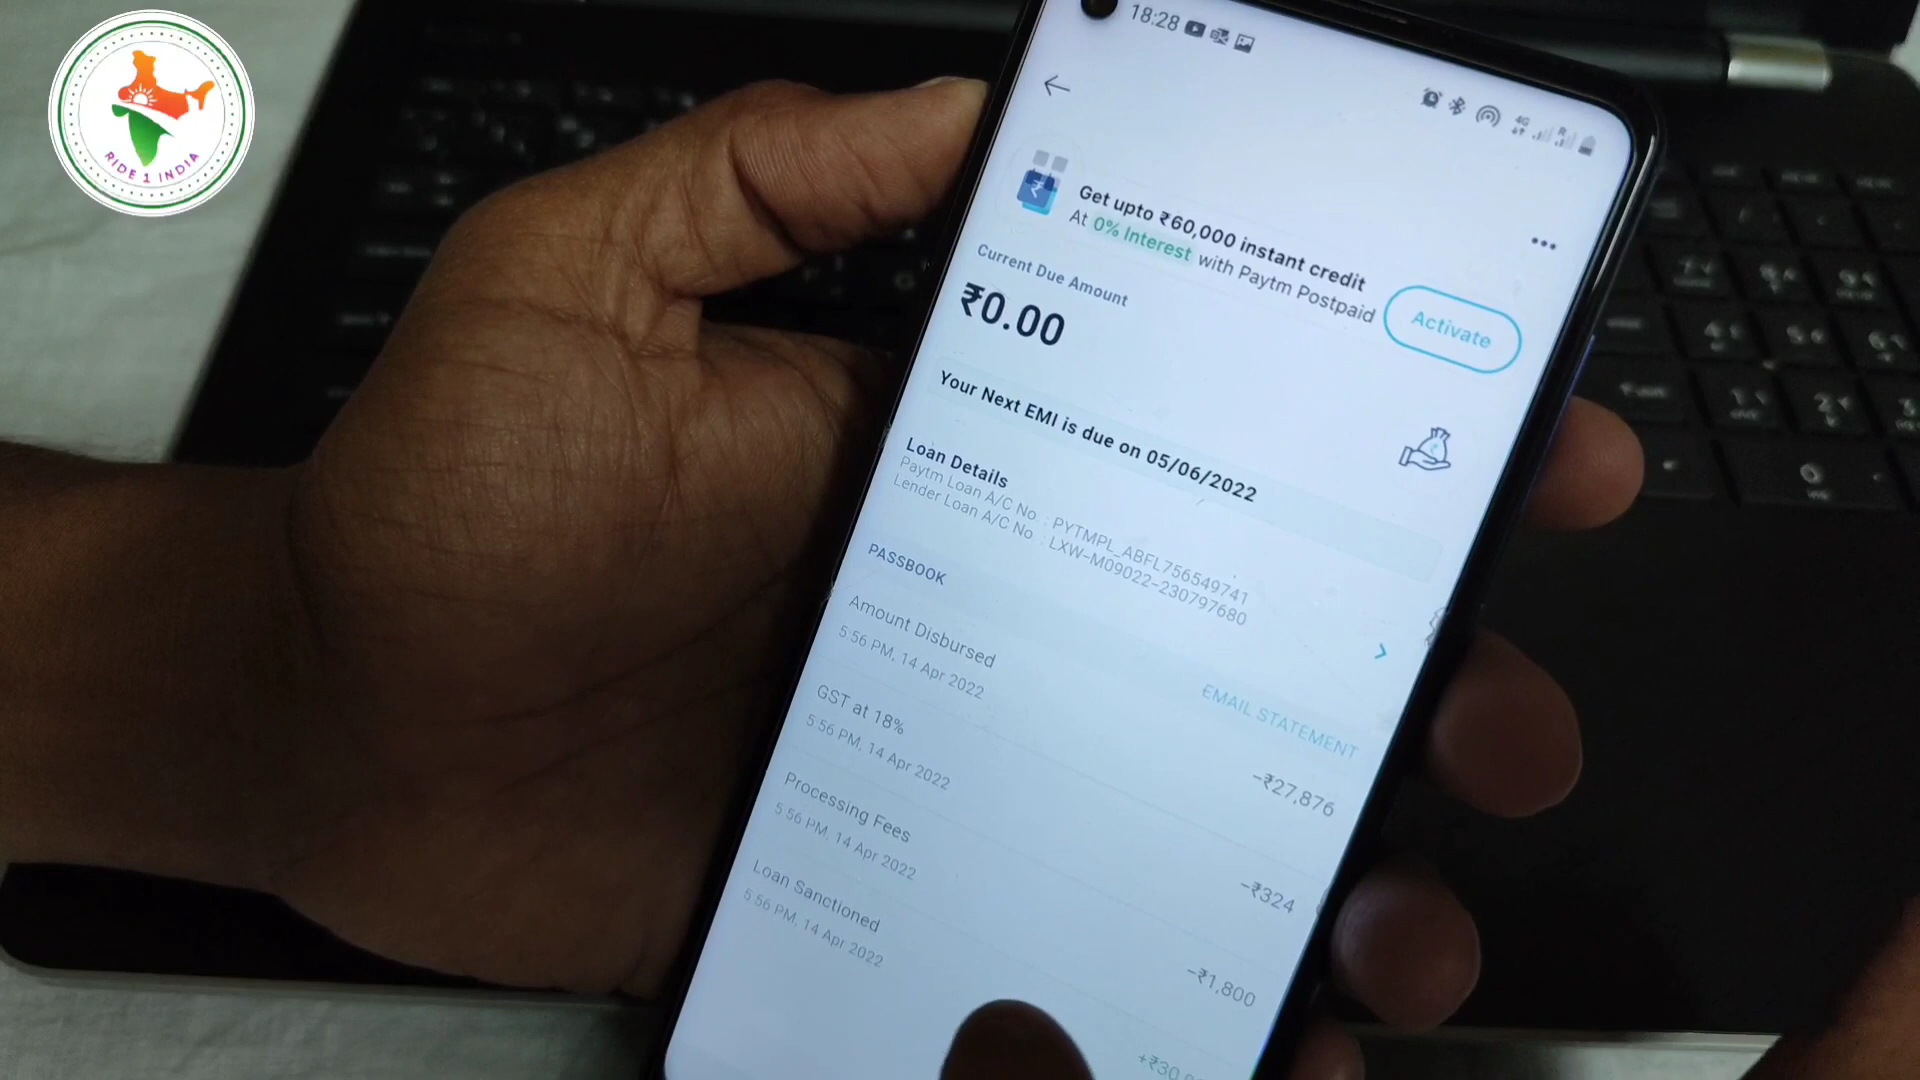 RIDE 1 INDIA
18:28
4G
R
Get upto ₹60,000 instant credit
At 0% Interest with Paytm Postpaid
Activate
Current Due Amount
₹0.00
Your Next EMI is due on 05/06/2022
Loan Details
Paytm Loan A/C No : PYTMPL_ABFL756549741
Lender Loan A/C No : LXW-M09022-230797680
PASSBOOK
EMAIL STATEMENT
Amount Disbursed
5:56 PM, 14 Apr 2022
-₹27,876
GST at 18%
5:56 PM, 14 Apr 2022
-₹324
Processing Fees
5:56 PM, 14 Apr 2022
-₹1,800
Loan Sanctioned
5:56 PM, 14 Apr 2022